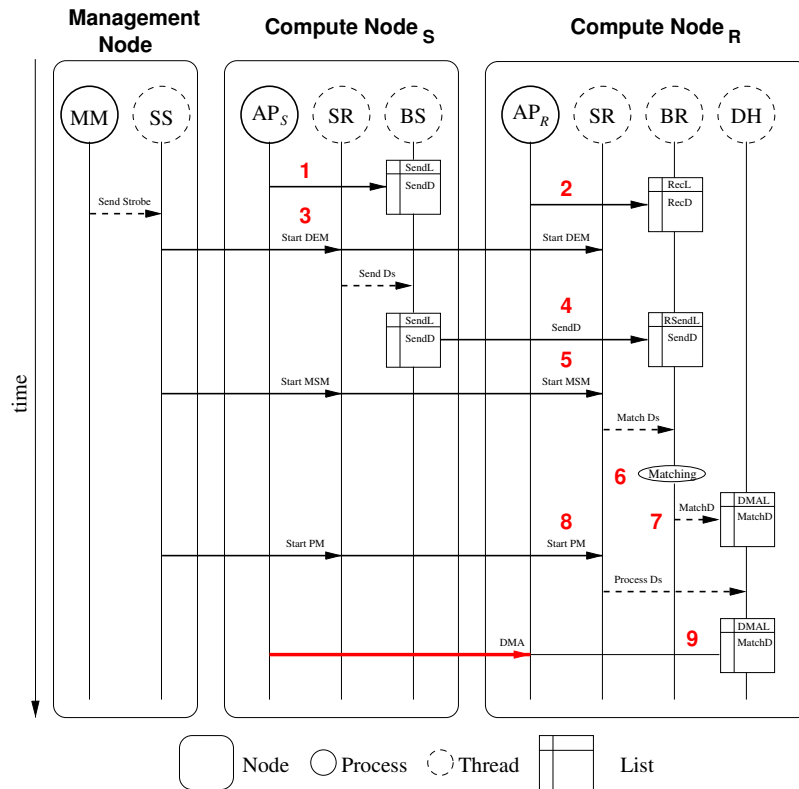 Management
Node
Compute Node S
Compute Node R
MM
SS
AP S
SR
BS
AP R
SR
BR
DH
1
SendL
SendD
2
RecL
RecD
Send Strobe
3
Start DEM
Start DEM
Send Ds
4
SendL
SendD
SendD
RSendL
SendD
5
Start MSM
Start MSM
Match Ds
6
Matching
7
MatchD
DMAL
MatchD
8
Start PM
Start PM
Process Ds
DMA
9
DMAL
MatchD
time
Node
Process
Thread
List